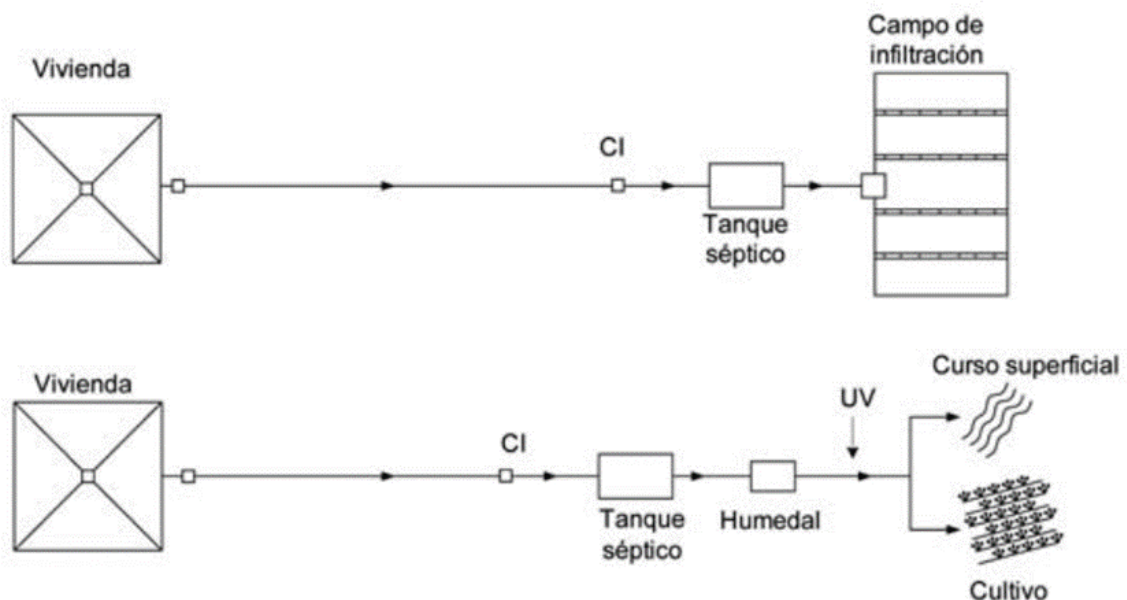 Campo de
infiltración
Vivienda
CI
Tanque
séptico
Vivienda
Curso superficial
UV
CI
Tanque
séptico
Humedal
Cultivo